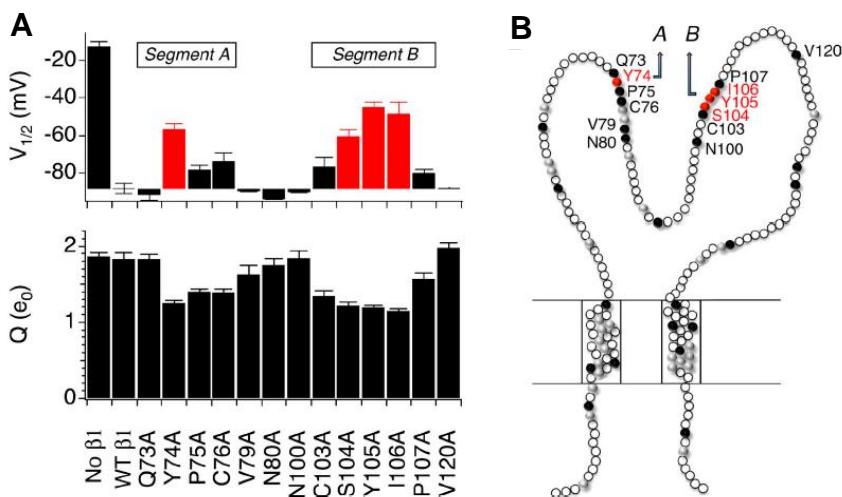 A
Segment A
Segment B
-20
-40
-60
-80
V1/2 (mV)
2
1
0
Q (e0)
No β1
WT β1
Q73A
Y74A
P75A
C76A
V79A
N80A
N100A
C103A
S104A
Y105A
I106A
P107A
V120A
B
A
B
Q73
Y74
P75
C76
V79
N80
P107
I106
Y105
S104
C103
N100
V120